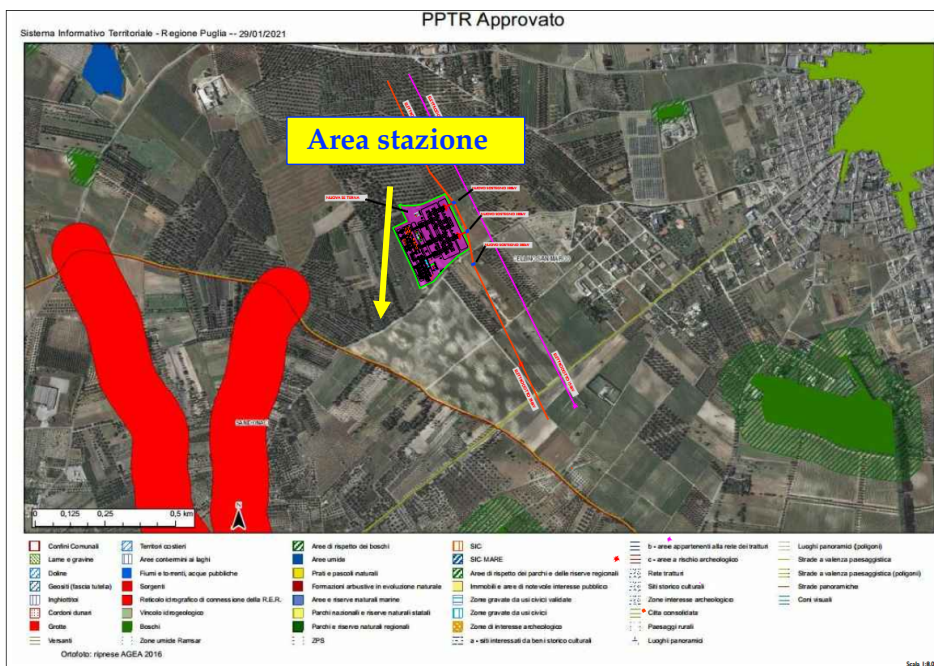 PPTR Approvato
Sistema Informativo Territoriale - Regione Puglia -- 29/01/2021
Area stazione
NUOVA SE TERNA
CELLINO SAN MARCO
SANDONACI
0 0,125 0,25 0,5 km
N
Confini Comunali
Lame e gravine
Doline
Geositi (fascia tutela)
Inghiottitoi
Cordoni dunari
Grotte
Versanti
Territori costieri
Aree contermini ai laghi
Fiumi e torrenti, acque pubbliche
Sorgenti
Reticolo idrografico di connessione della R.E.R.
Vincolo idrogeologico
Boschi
Zone umide Ramsar
Aree di rispetto dei boschi
Aree umide
Prati e pascoli naturali
Formazioni arbustive in evoluzione naturale
Aree e riserve naturali marine
Parchi nazionali e riserve naturali statali
Parchi e riserve naturali regionali
ZPS
SIC
SIC MARE
Aree di rispetto dei parchi e delle riserve regionali
Immobili e aree di notevole interesse pubblico
Zone gravate da usi civici validate
Zone gravate da usi civici
Zone di interesse archeologico
a - siti interessati da beni storico culturali
b - aree appartenenti alla rete dei tratturi
c - aree a rischio archeologico
Rete tratturi
Siti storico culturali
Zone interesse archeologico
Citta consolidata
Paesaggi rurali
Luoghi panoramici
Luoghi panoramici (poligoni)
Strade a valenza paesaggistica
Strade a valenza paesaggistica (poligoni)
Strade panoramiche
Coni visuali
Ortofoto: riprese AGEA 2016